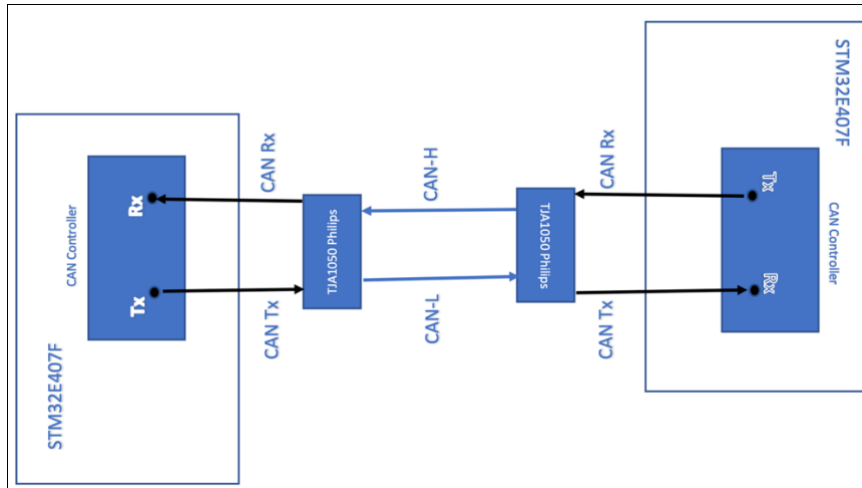 STM32E407F
CAN Controller
Rx
Tx
CAN Rx
CAN Tx
TJA1050 Philips
CAN-H
CAN-L
TJA1050 Philips
CAN Rx
CAN Tx
Tx
Rx
CAN Controller
STM32E407F